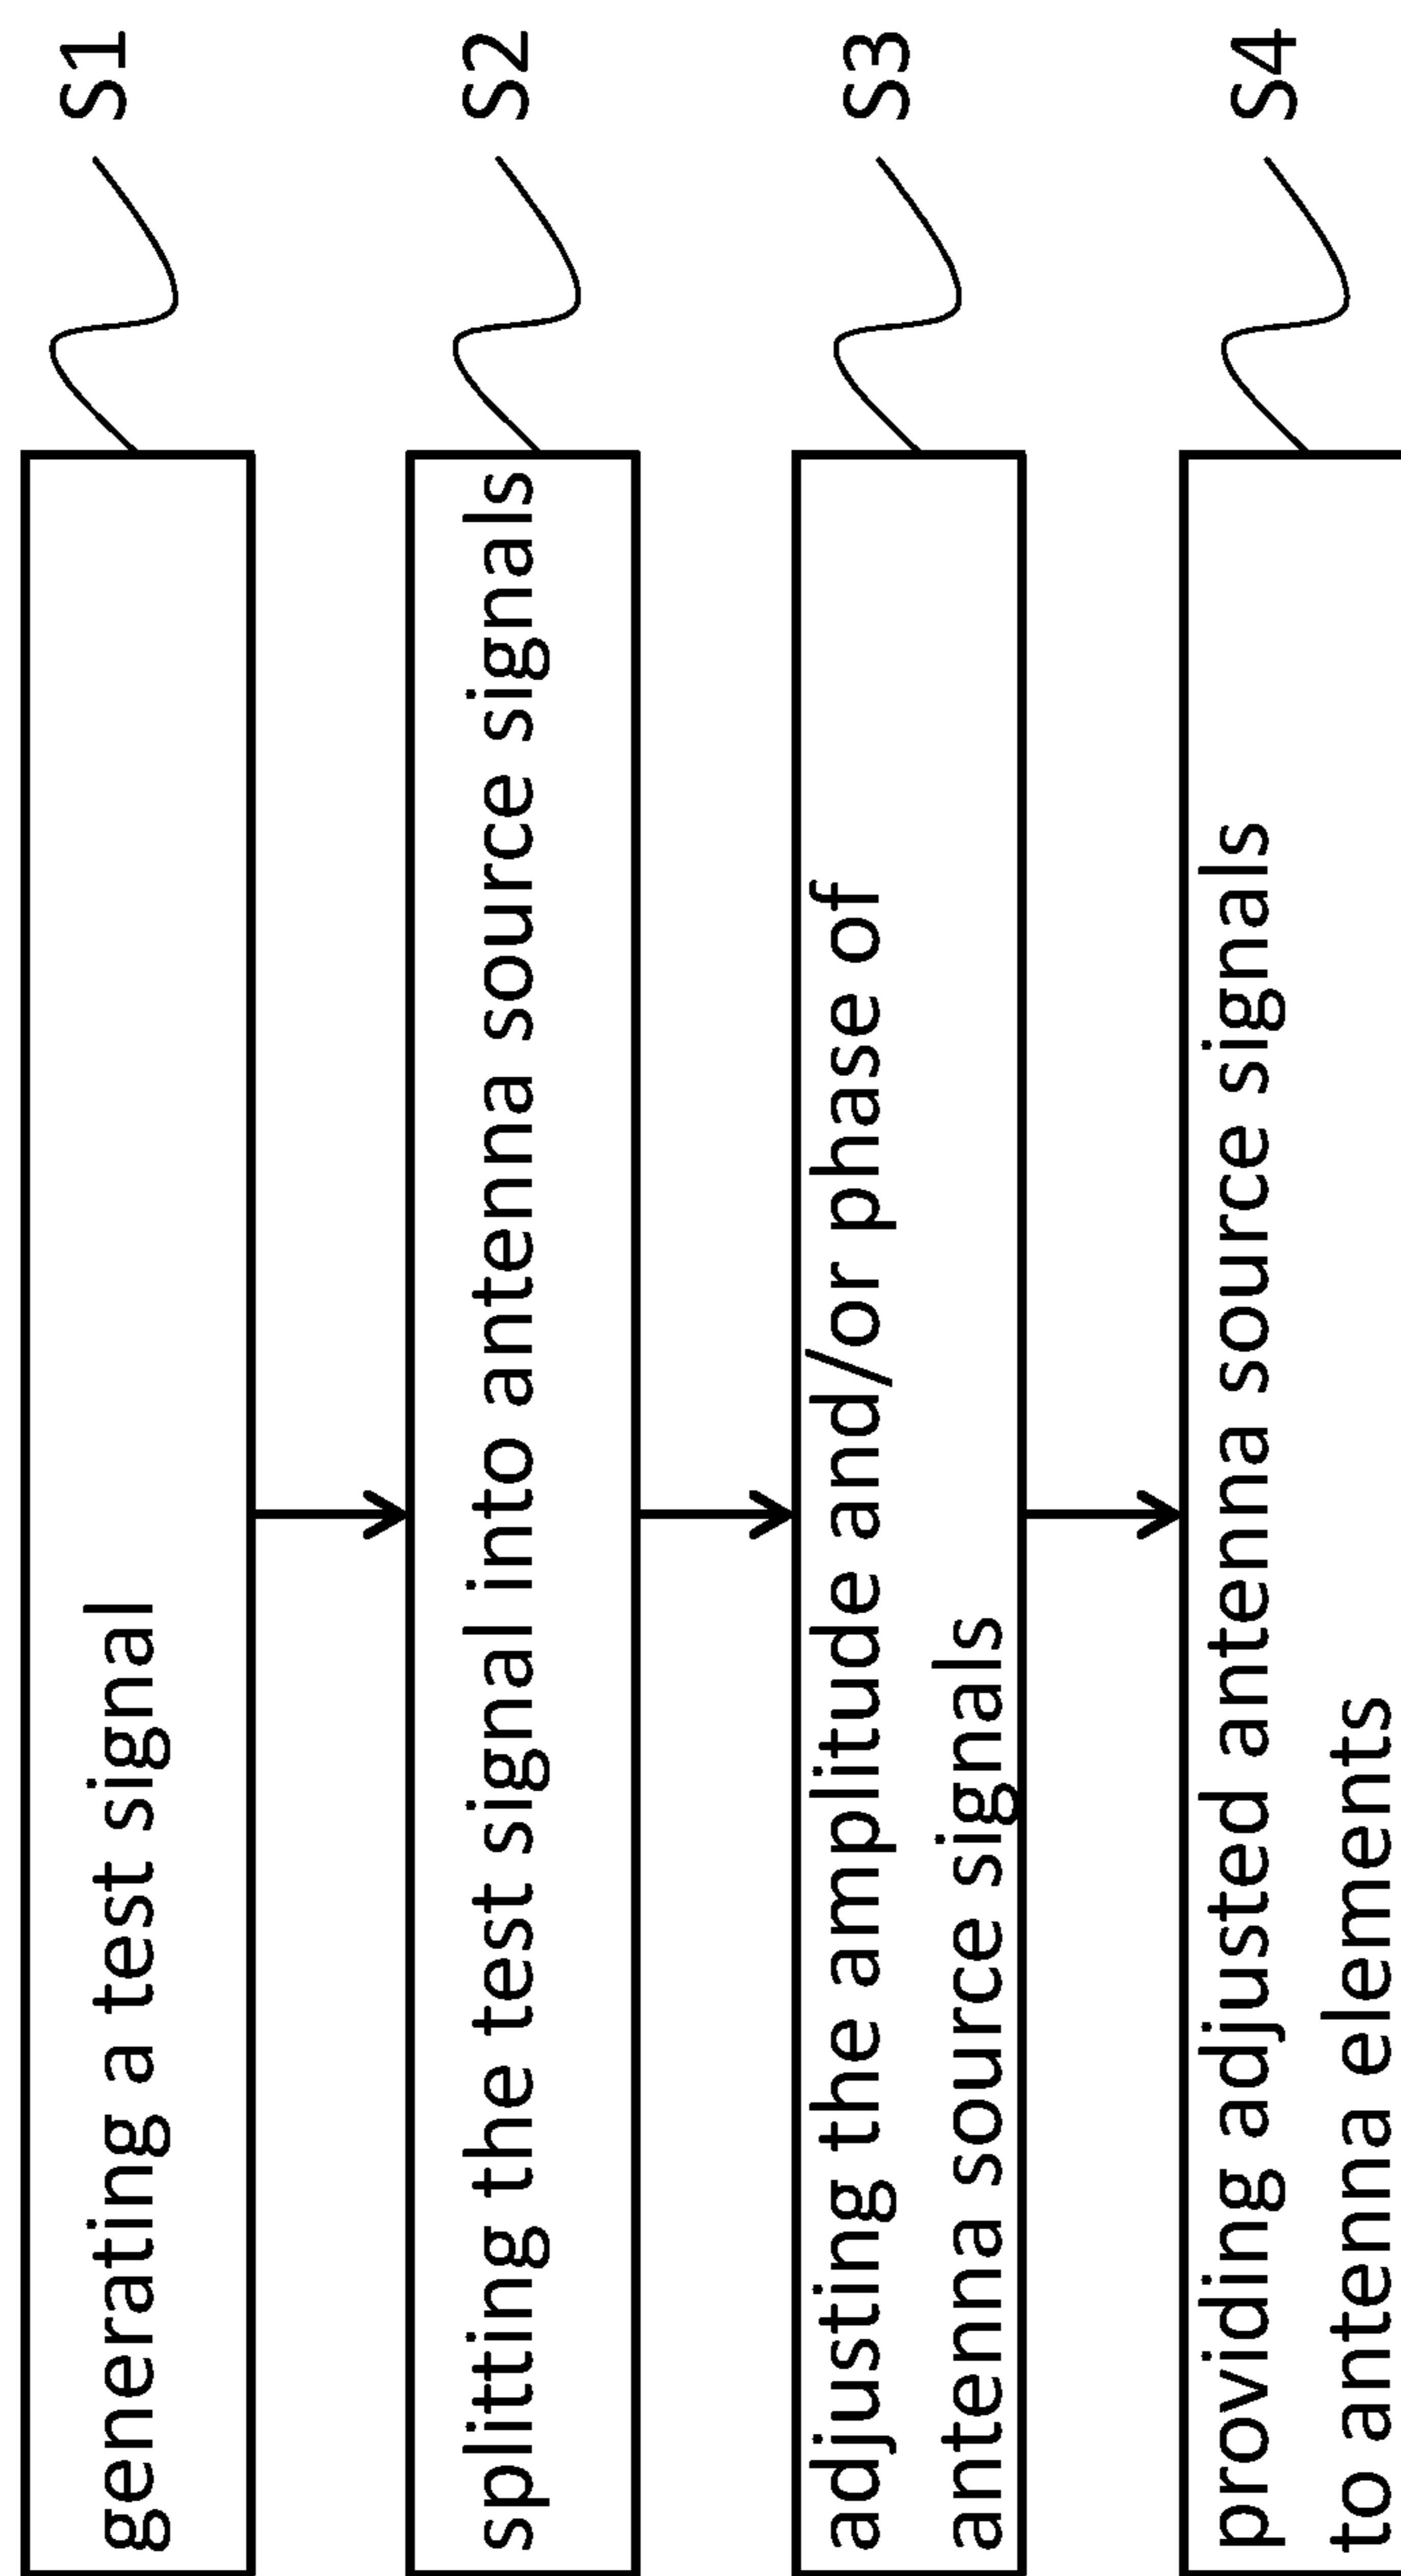 generating a test signal
S1
splitting the test signal into antenna source signals
S2
adjusting the amplitude and/or phase of
antenna source signals
S3
providing adjusted antenna source signals
to antenna elements
S4